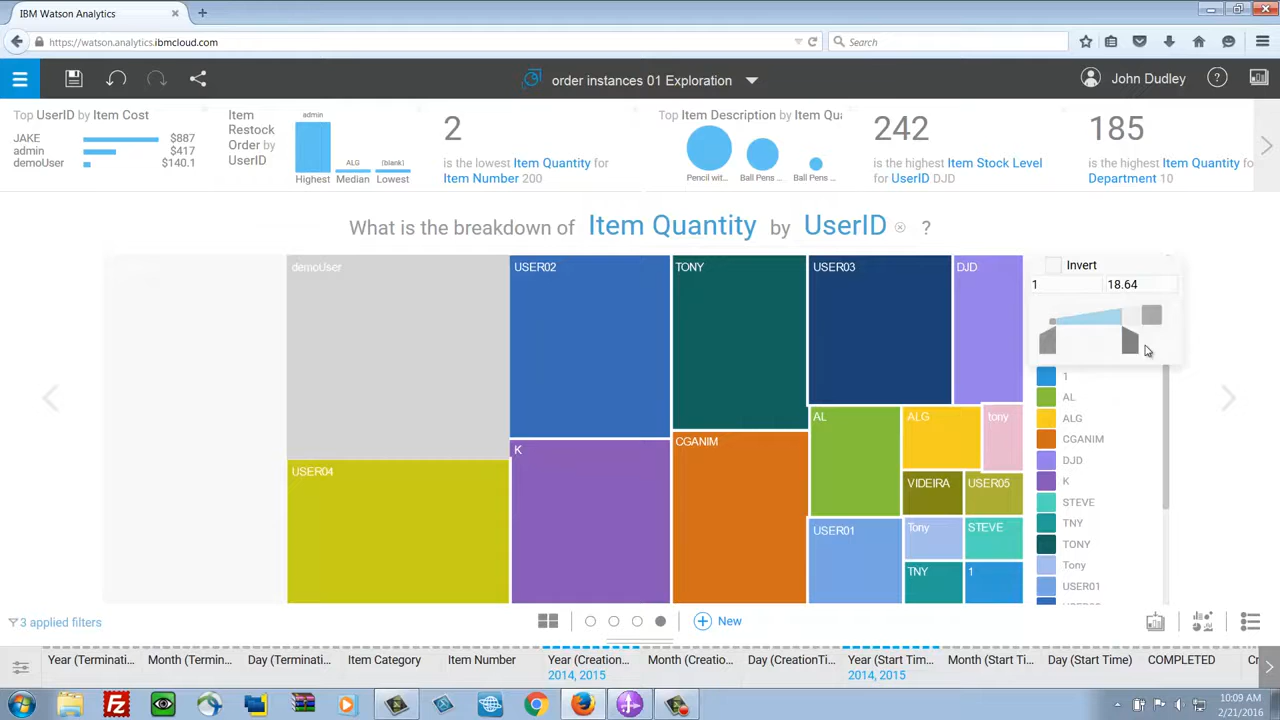 IBM Watson Analytics
https://watson.analytics.ibmcloud.com
Search
order instances 01 Exploration
John Dudley
Top UserID by Item Cost
JAKE $887
admin $417
demoUser $140.1
Item
Restock
Order by
UserID
admin
ALG
(blank)
Highest Median Lowest
2
is the lowest Item Quantity for
Item Number 200
Top Item Description by Item Qu
Pencil wit... Ball Pens ... Ball Pens ...
242
is the highest Item Stock Level
for UserID DJD
185
is the highest Item Quantity fo
Department 10
What is the breakdown of Item Quantity by UserID ?
demoUser
USER02
TONY
USER03
DJD
Invert
1 18.64
USER04
K
CGANIM
AL
ALG
tony
VIDEIRA
USER05
USER01
Tony
STEVE
TNY
1
1
AL
ALG
CGANIM
DJD
K
STEVE
TNY
TONY
Tony
USER01
3 applied filters
New
Year (Terminati... Month (Termin... Day (Terminati... Item Category Item Number Year (Creation... Month (Creatio... Day (CreationTi... Year (Start Tim... Month (Start Ti... Day (Start Time) COMPLETED
2014, 2015 2014, 2015
10:09 AM
2/21/2016